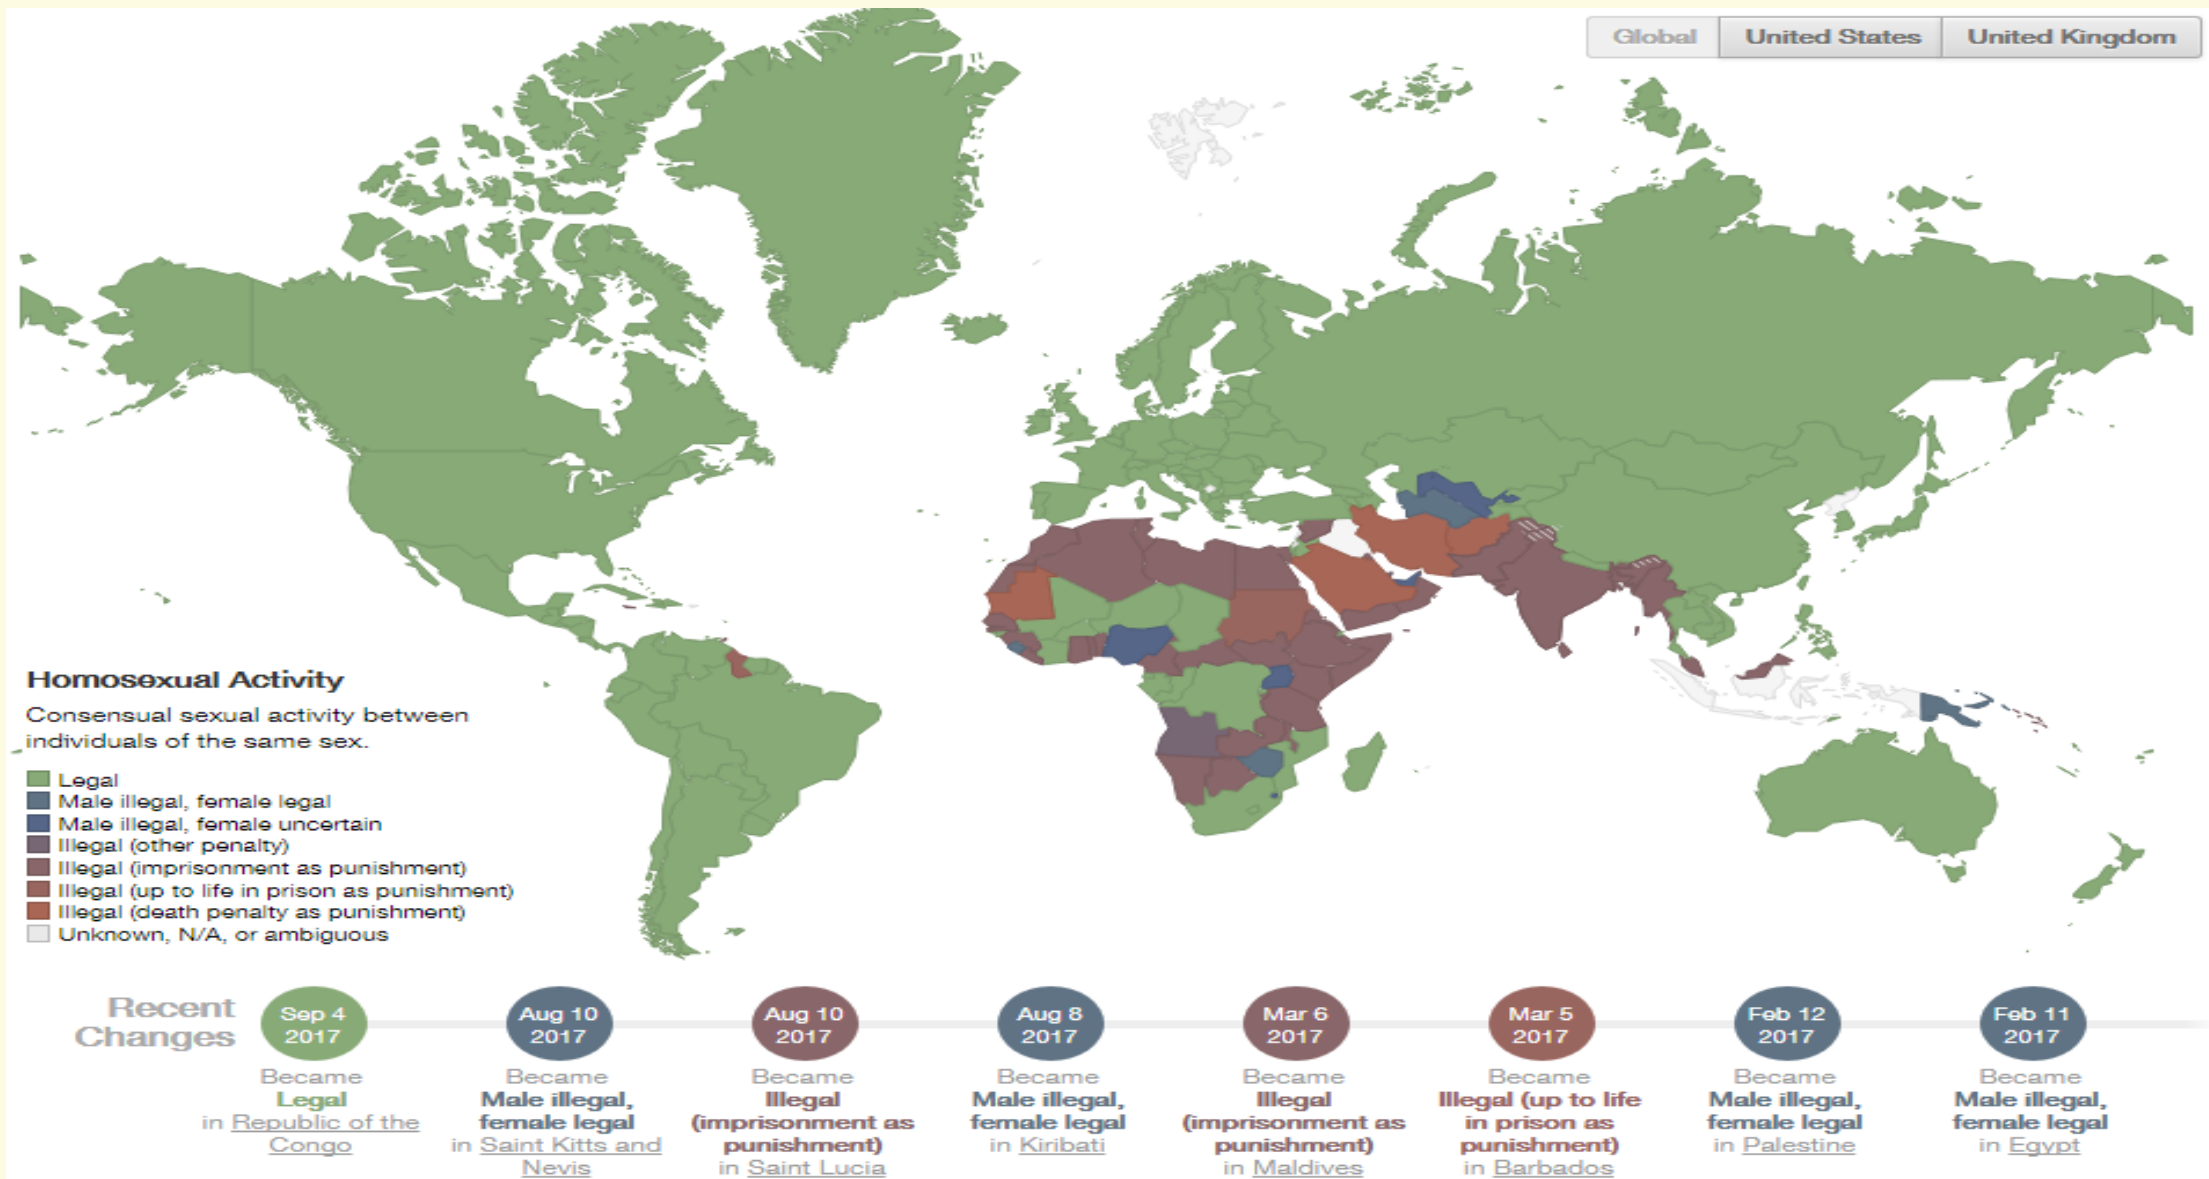 Global United States United Kingdom
Homosexual Activity
Consensual sexual activity between
individuals of the same sex.
Legal
Male illegal, female legal
Male illegal, female uncertain
Illegal (other penalty)
Illegal (imprisonment as punishment)
Illegal (up to life in prison as punishment)
Illegal (death penalty as punishment)
Unknown, N/A, or ambiguous
Recent
Changes
Sep 4
2017
Became
Legal
in Republic of the
Congo
Aug 10
2017
Became
Male illegal,
female legal
in Saint Kitts and
Nevis
Aug 10
2017
Became
Illegal
(imprisonment as
punishment)
in Saint Lucia
Aug 8
2017
Became
Male illegal,
female legal
in Kiribati
Mar 6
2017
Became
Illegal
(imprisonment as
punishment)
in Maldives
Mar 5
2017
Became
Illegal (up to life
in prison as
punishment)
in Barbados
Feb 12
2017
Became
Male illegal,
female legal
in Palestine
Feb 11
2017
Became
Male illegal,
female legal
in Egypt